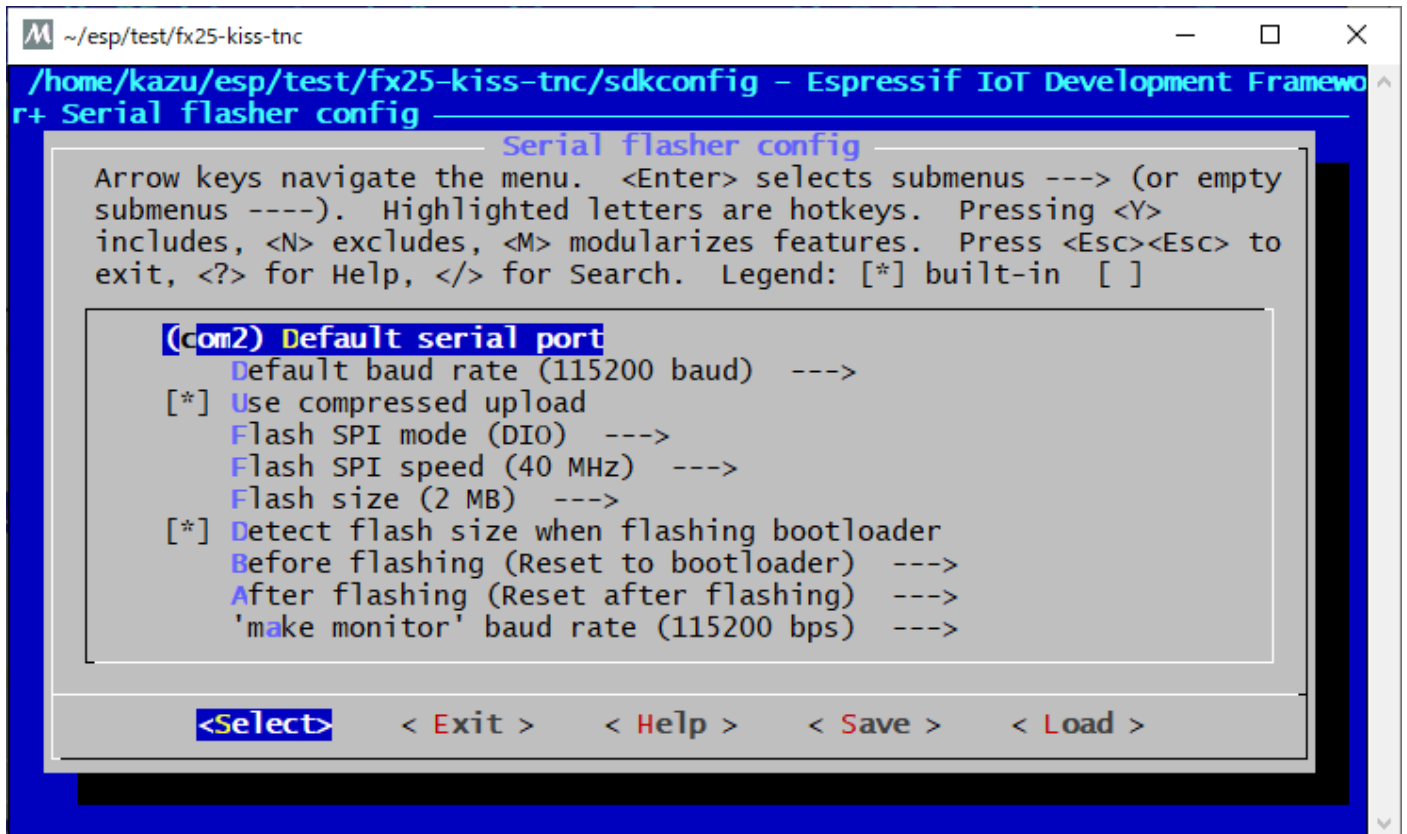 M ~/esp/test/fx25-kiss-tnc
/home/kazu/esp/test/fx25-kiss-tnc/sdkconfig - Espressif IoT Development Framewo
r+ Serial flasher config
Serial flasher config
Arrow keys navigate the menu.  <Enter> selects submenus ---> (or empty
submenus ----).  Highlighted letters are hotkeys.  Pressing <Y>
includes, <N> excludes, <M> modularizes features.  Press <Esc><Esc> to
exit, <?> for Help, </> for Search.  Legend: [*] built-in  [ ]
(com2) Default serial port
Default baud rate (115200 baud)  --->
[*] Use compressed upload
Flash SPI mode (DIO)  --->
Flash SPI speed (40 MHz)  --->
Flash size (2 MB)  --->
[*] Detect flash size when flashing bootloader
Before flashing (Reset to bootloader)  --->
After flashing (Reset after flashing)  --->
'make monitor' baud rate (115200 bps)  --->
<Select>    < Exit >    < Help >    < Save >    < Load >